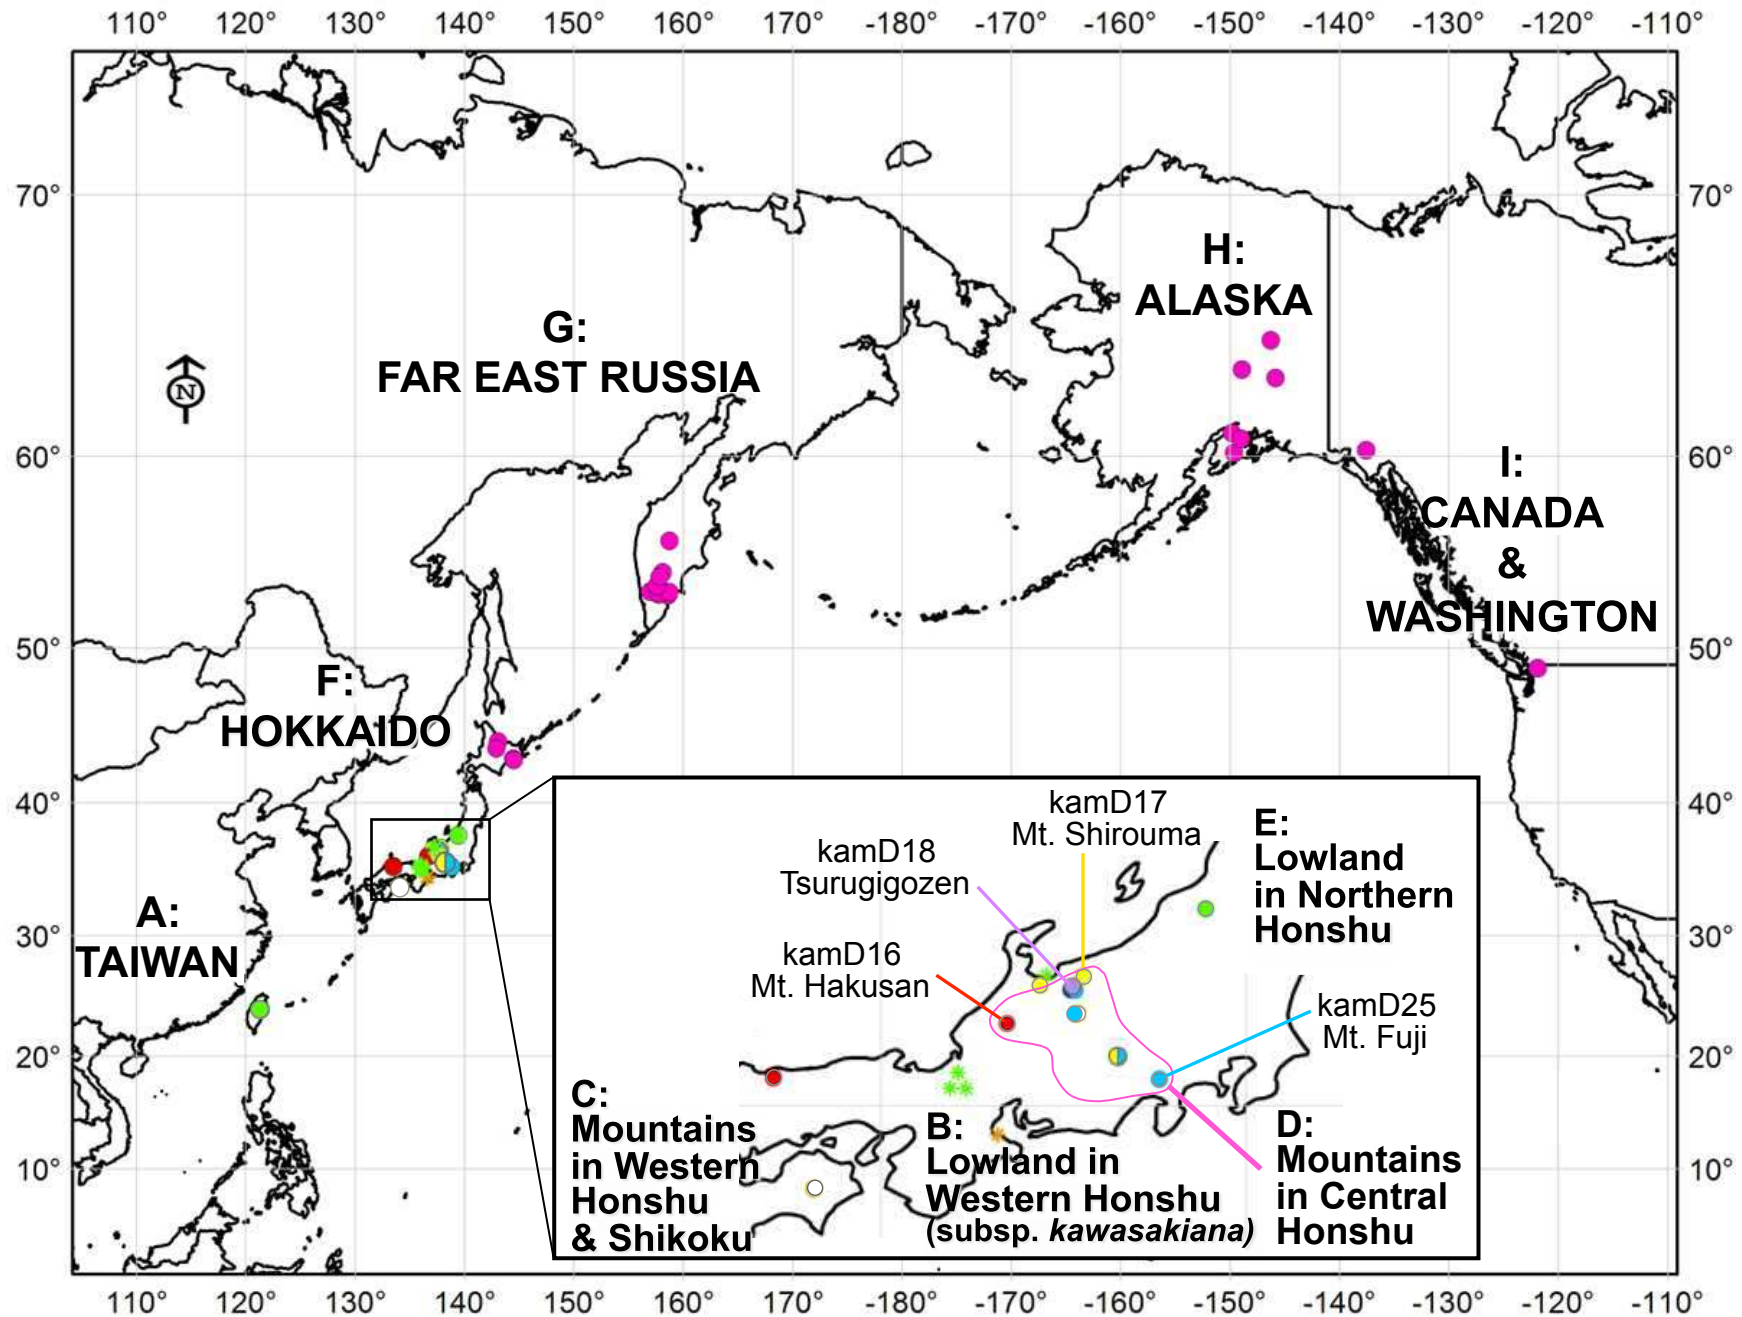 110° 120° 130° 140° 150° 160° 170° -180° -170° -160° -150° -140° -130° -120° -110°
70° 70°
H:
ALASKA
G:
FAR EAST RUSSIA
N
60° 60°
I:
CANADA
&
WASHINGTON
50° 50°
F:
HOKKAIDO
40° 40°
kamD17
Mt. Shirouma
kamD18
Tsurugigozen
E:
Lowland
in Northern
Honshu
A:
TAIWAN
30° 30°
kamD16
Mt. Hakusan
kamD25
Mt. Fuji
20° 20°
C:
Mountains
in Western
Honshu
& Shikoku
B:
Lowland in
Western Honshu
(subsp. kawasakiana)
D:
Mountains
in Central
Honshu
10° 10°
110° 120° 130° 140° 150° 160° 170° -180° -170° -160° -150° -140° -130° -120° -110°